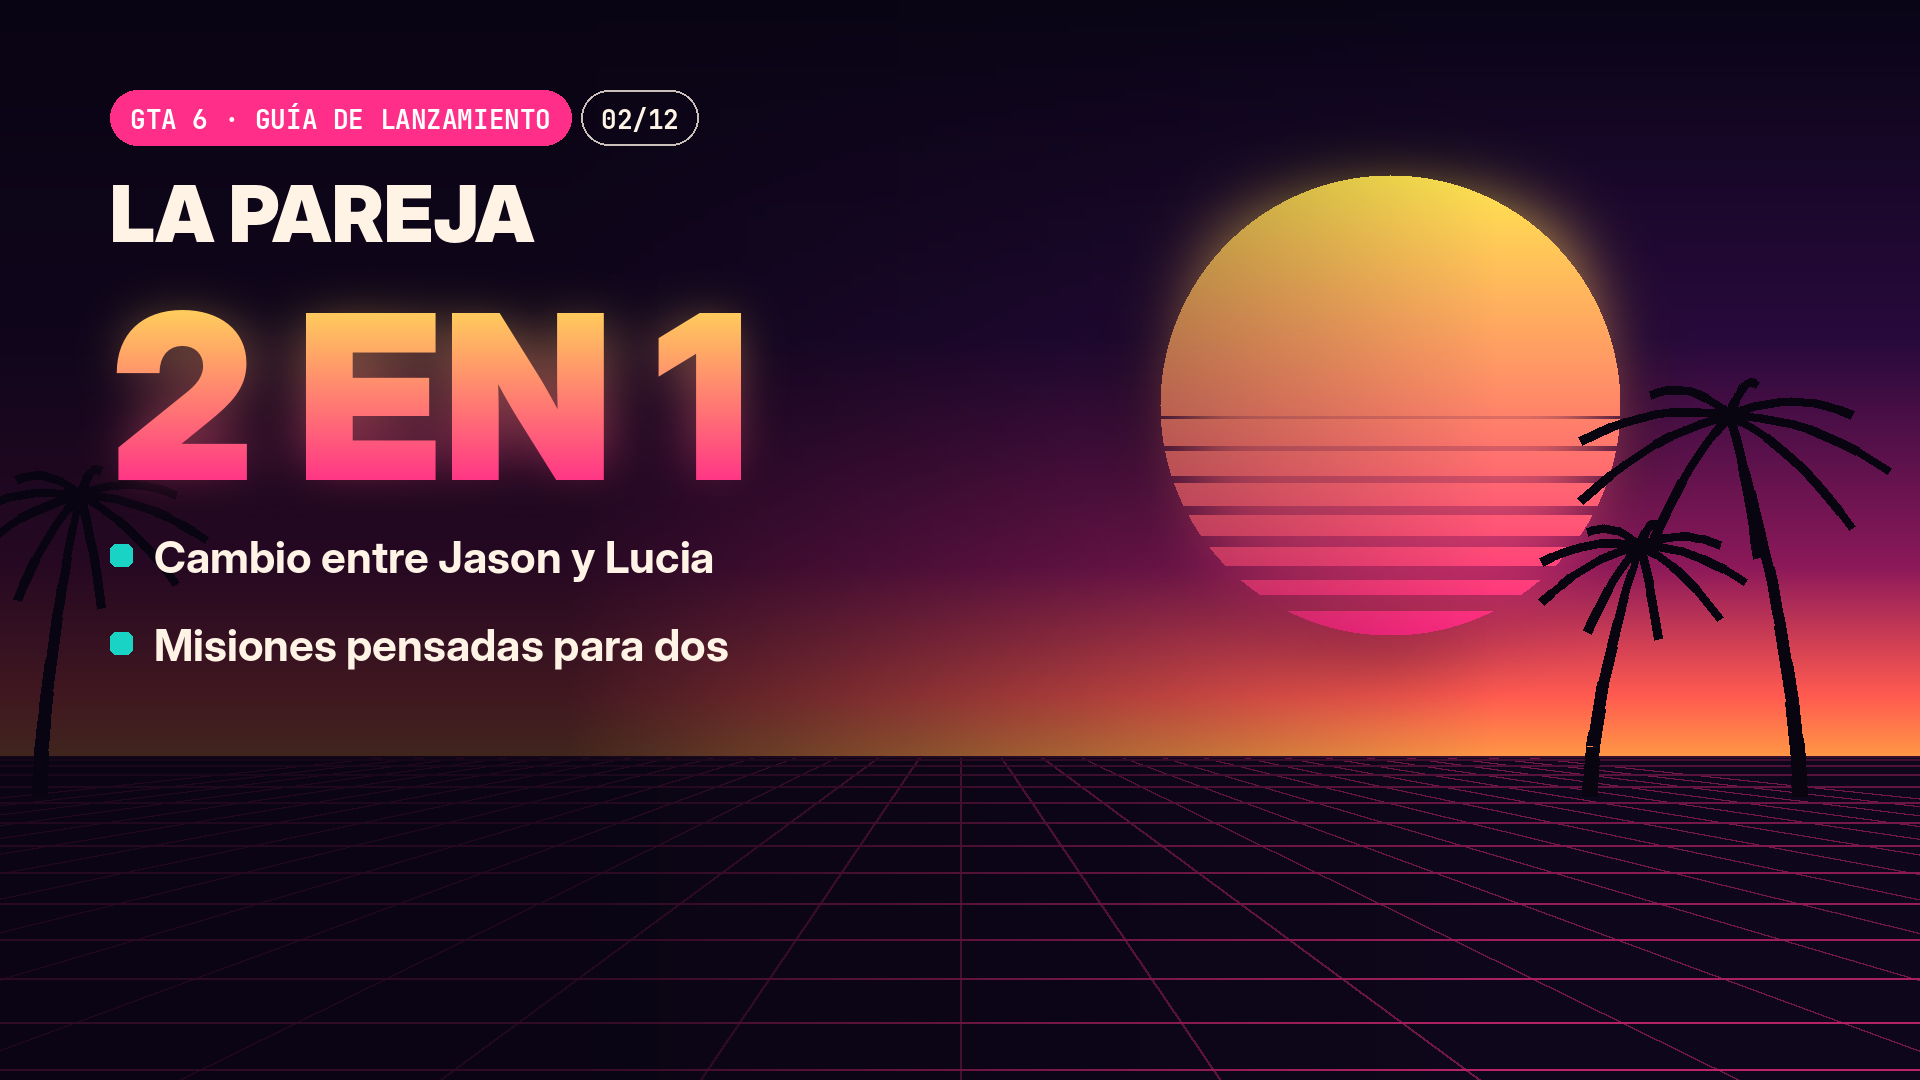 GTA 6 · GUÍA DE LANZAMIENTO 02/12
LA PAREJA
2 EN 1
Cambio entre Jason y Lucia
Misiones pensadas para dos